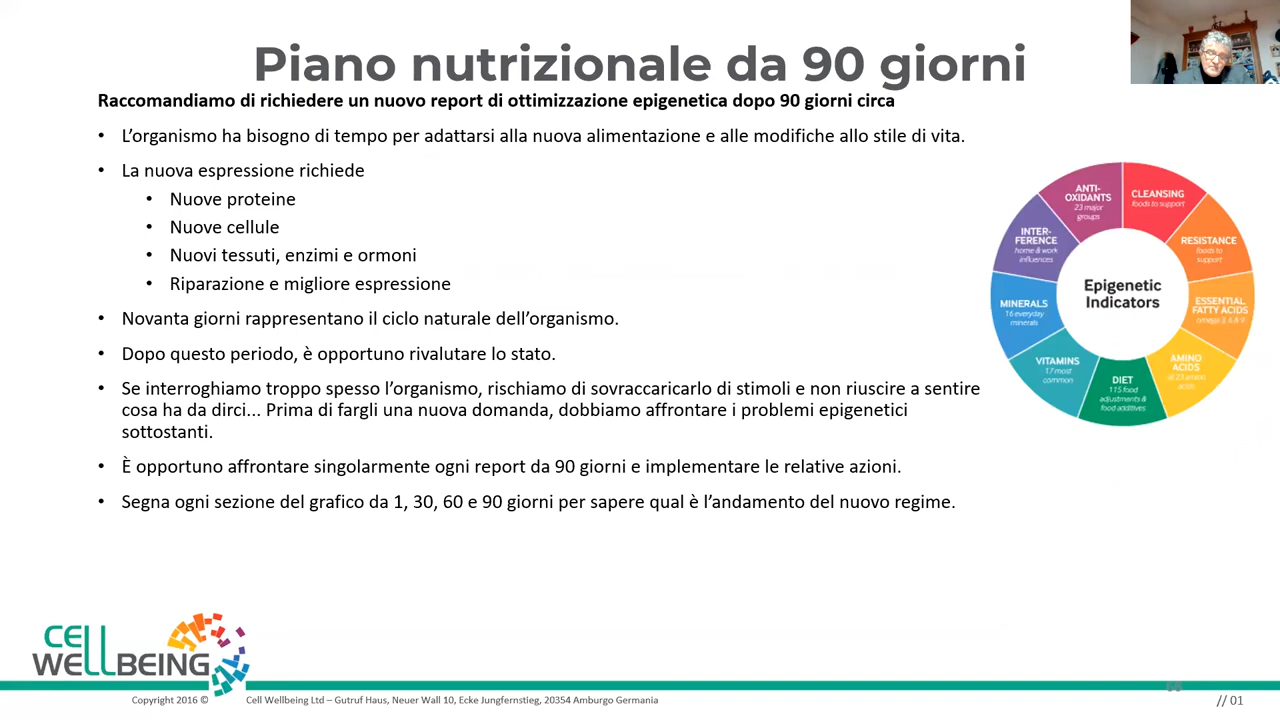 Piano nutrizionale da 90 giorni
Raccomandiamo di richiedere un nuovo report di ottimizzazione epigenetica dopo 90 giorni circa
• L’organismo ha bisogno di tempo per adattarsi alla nuova alimentazione e alle modifiche allo stile di vita.
• La nuova espressione richiede
• Nuove proteine
• Nuove cellule
• Nuovi tessuti, enzimi e ormoni
• Riparazione e migliore espressione
• Novanta giorni rappresentano il ciclo naturale dell’organismo.
• Dopo questo periodo, è opportuno rivalutare lo stato.
• Se interroghiamo troppo spesso l’organismo, rischiamo di sovraccaricarlo di stimoli e non riuscire a sentire
cosa ha da dirci... Prima di fargli una nuova domanda, dobbiamo affrontare i problemi epigenetici
sottostanti.
• È opportuno affrontare singolarmente ogni report da 90 giorni e implementare le relative azioni.
• Segna ogni sezione del grafico da 1, 30, 60 e 90 giorni per sapere qual è l’andamento del nuovo regime.
Epigenetic
Indicators
CLEANSING
foods to support
RESISTANCE
foods to
support
ESSENTIAL
FATTY ACIDS
omega 3, 6 & 9
AMINO
ACIDS
all 23 amino
acids
DIET
115 food
adjustments &
food additives
VITAMINS
17 most
common
MINERALS
16 everyday
minerals
INTER-
FERENCE
home & work
influences
ANTI-
OXIDANTS
23 major
groups
CELL
WELLBEING
Copyright 2016 ©
Cell Wellbeing Ltd – Gutruf Haus, Neuer Wall 10, Ecke Jungfernstieg, 20354 Amburgo Germania
// 01